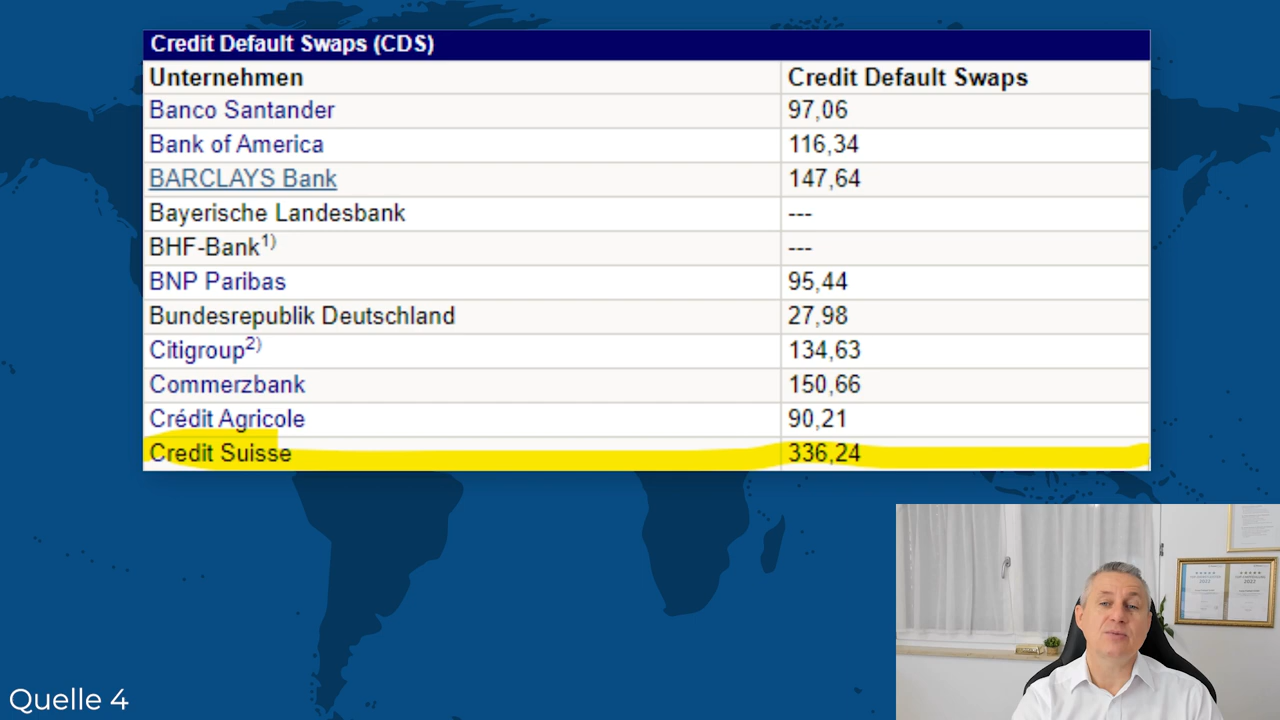 Credit Default Swaps (CDS)
Unternehmen Credit Default Swaps
Banco Santander 97,06
Bank of America 116,34
BARCLAYS Bank 147,64
Bayerische Landesbank ---
BHF-Bank1) ---
BNP Paribas 95,44
Bundesrepublik Deutschland 27,98
Citigroup2) 134,63
Commerzbank 150,66
Crédit Agricole 90,21
Credit Suisse 336,24
Quelle 4